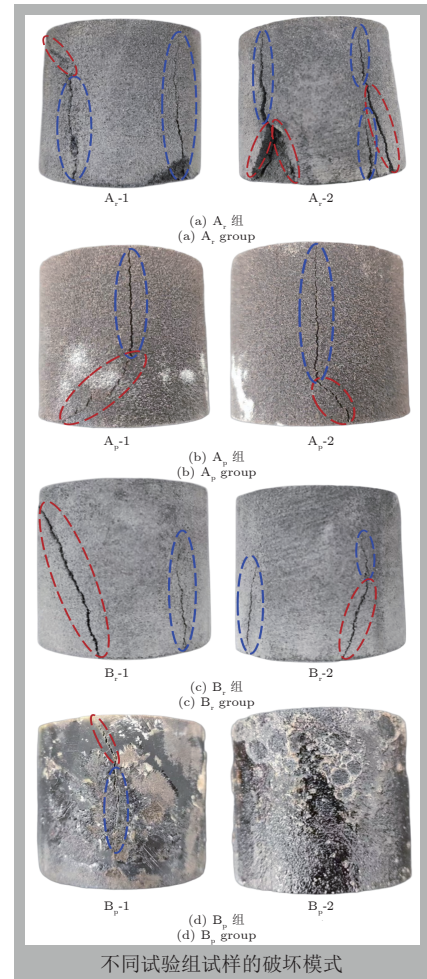 Aᵣ-1 Aᵣ-2
(a) Aᵣ 组
(a) Aᵣ group
Aₚ-1 Aₚ-2
(b) Aₚ 组
(b) Aₚ group
Bᵣ-1 Bᵣ-2
(c) Bᵣ 组
(c) Bᵣ group
Bₚ-1 Bₚ-2
(d) Bₚ 组
(d) Bₚ group
不同试验组试样的破坏模式